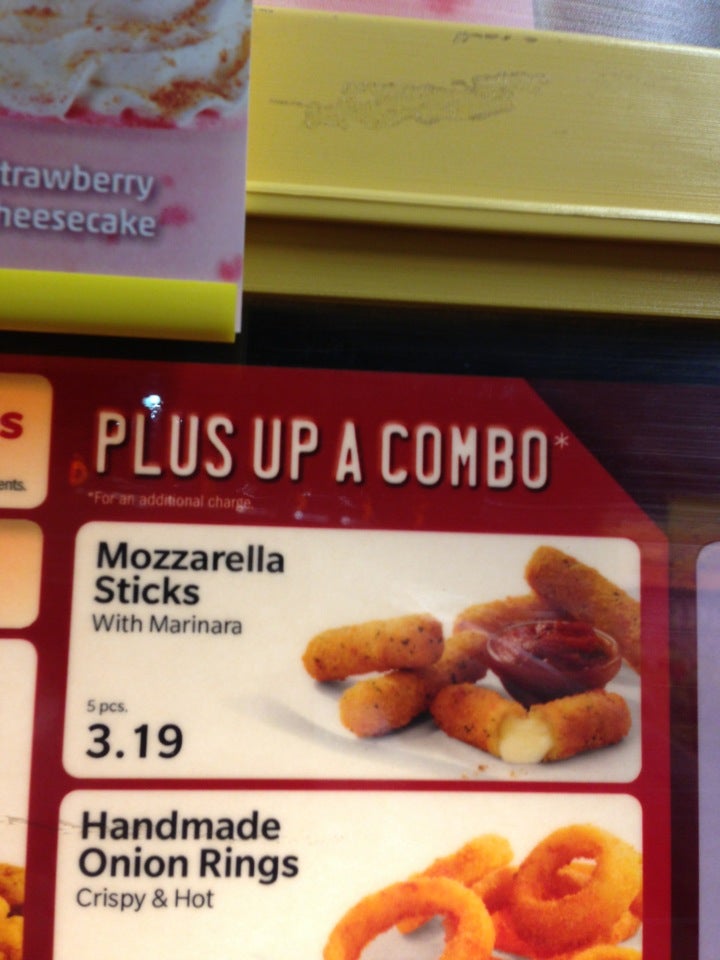 trawberry
heesecake
s
ents.
PLUS UP A COMBO*
*For an additional charge.
Mozzarella
Sticks
With Marinara
5 pcs.
3.19
Handmade
Onion Rings
Crispy & Hot